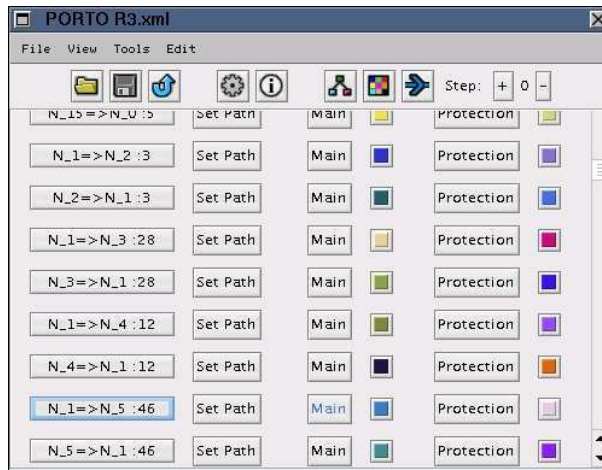 PORTO R3.xml
File View Tools Edit
Step: + 0 -
N_15=>N_0 :5 Set Path Main Protection
N_1=>N_2 :3 Set Path Main Protection
N_2=>N_1 :3 Set Path Main Protection
N_1=>N_3 :28 Set Path Main Protection
N_3=>N_1 :28 Set Path Main Protection
N_1=>N_4 :12 Set Path Main Protection
N_4=>N_1 :12 Set Path Main Protection
N_1=>N_5 :46 Set Path Main Protection
N_5=>N_1 :46 Set Path Main Protection